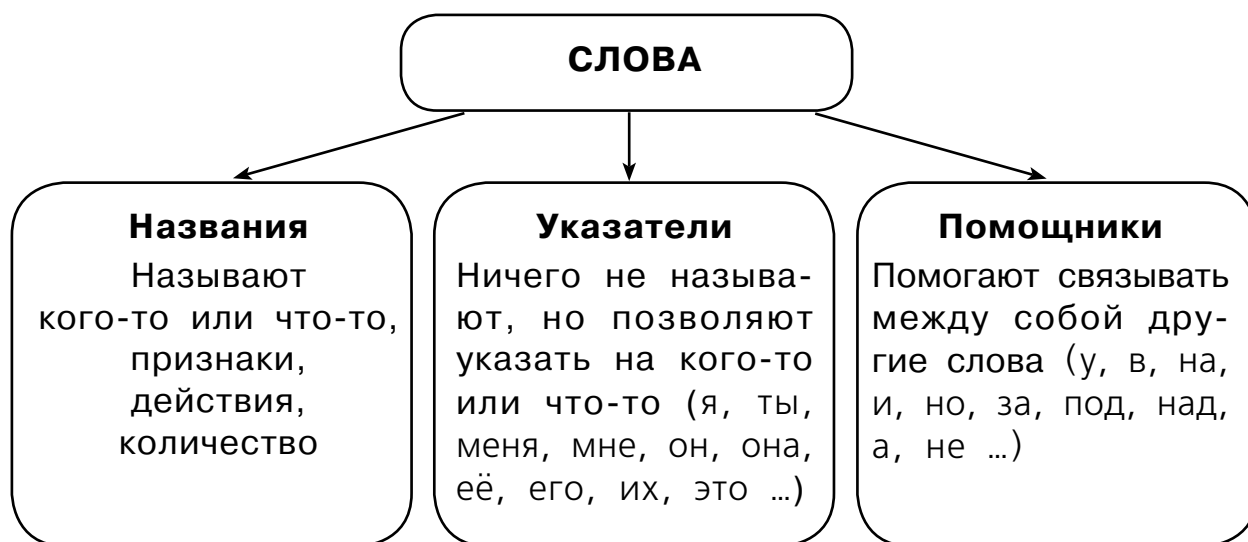 СЛОВА
Названия
Называют
кого-то или что-то,
признаки,
действия,
количество
Указатели
Ничего не называ-
ют, но позволяют
указать на кого-то
или что-то (я, ты,
меня, мне, он, она,
её, его, их, это ...)
Помощники
Помогают связывать
между собой дру-
гие слова (у, в, на,
и, но, за, под, над,
а, не ...)